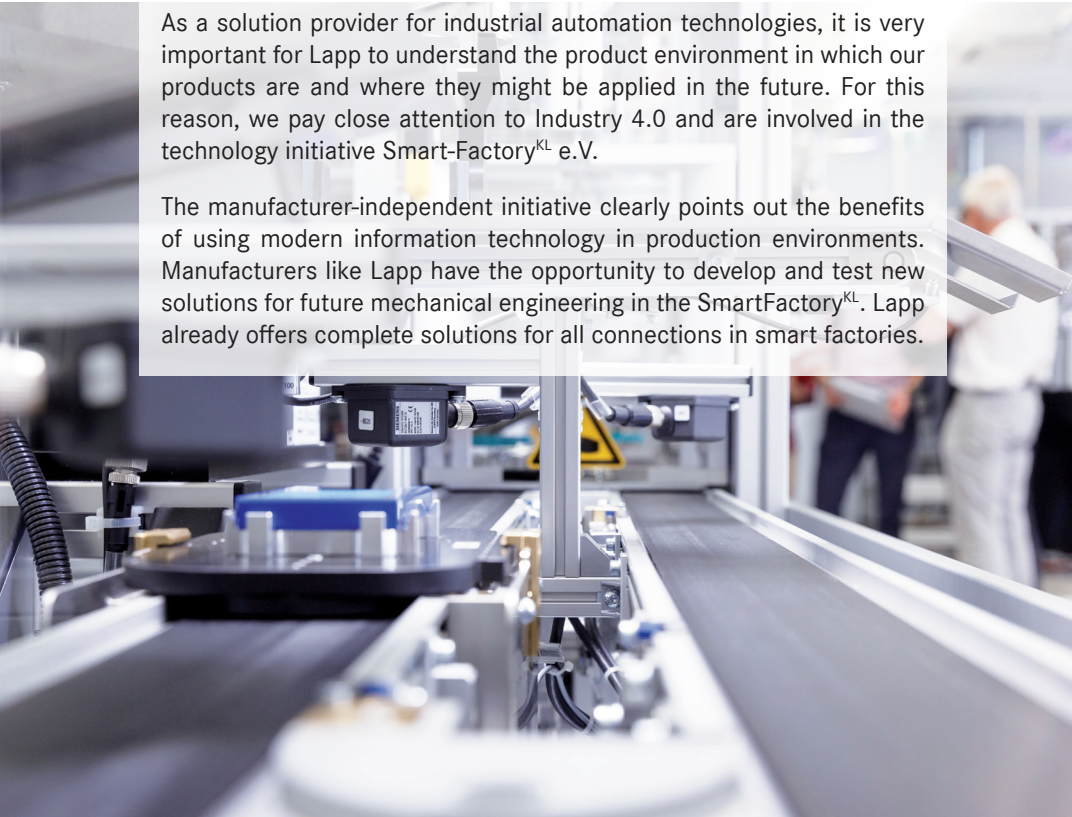 As a solution provider for industrial automation technologies, it is very
important for Lapp to understand the product environment in which our
products are and where they might be applied in the future. For this
reason, we pay close attention to Industry 4.0 and are involved in the
technology initiative Smart-Factory^KL e.V.
The manufacturer-independent initiative clearly points out the benefits
of using modern information technology in production environments.
Manufacturers like Lapp have the opportunity to develop and test new
solutions for future mechanical engineering in the SmartFactory^KL. Lapp
already offers complete solutions for all connections in smart factories.
SIEMENS